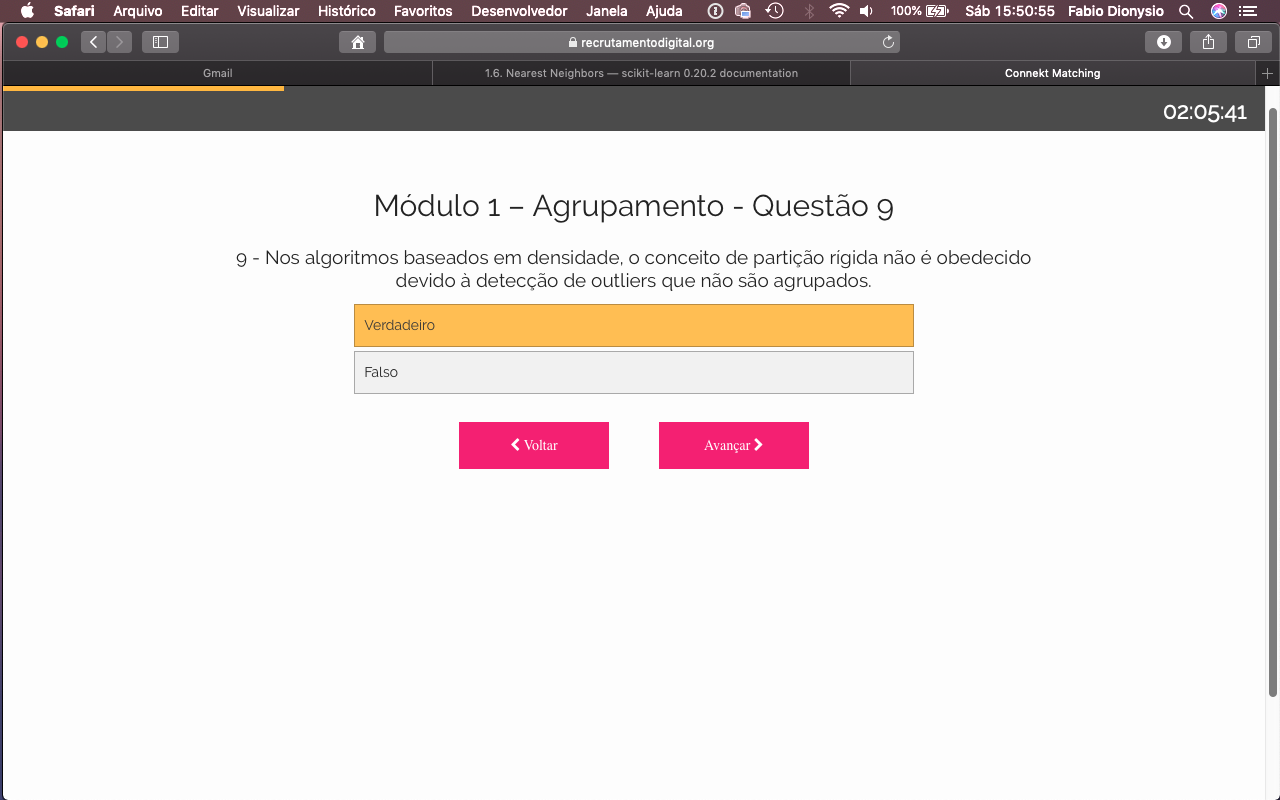 Safari Arquivo Editar Visualizar Histórico Favoritos Desenvolvedor Janela Ajuda 100% Sáb 15:50:55 Fabio Dionysio
recrutamentodigital.org
Gmail 1.6. Nearest Neighbors — scikit-learn 0.20.2 documentation Connekt Matching
02:05:41
Módulo 1 – Agrupamento - Questão 9
9 - Nos algoritmos baseados em densidade, o conceito de partição rígida não é obedecido
devido à detecção de outliers que não são agrupados.
Verdadeiro
Falso
Voltar Avançar